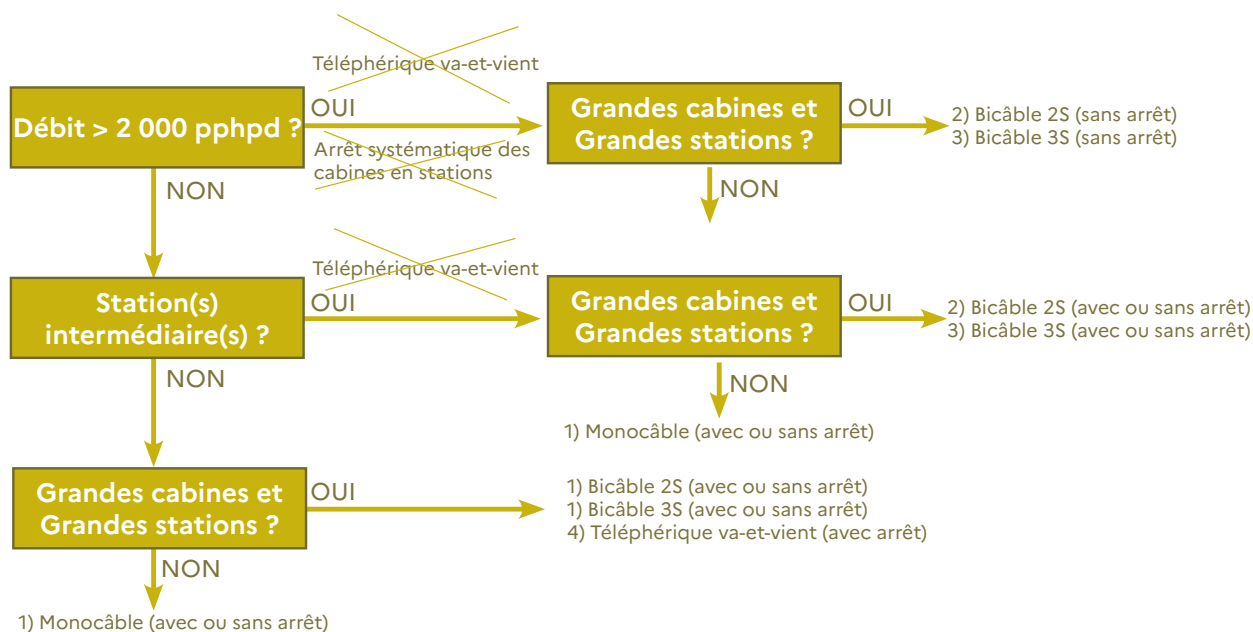 Téléphérique va-et-vient
Débit > 2 000 pphpd ?
OUI
Arrêt systématique des
cabines en stations
Grandes cabines et
Grandes stations ?
OUI
2) Bicâble 2S (sans arrêt)
3) Bicâble 3S (sans arrêt)
NON
NON
Téléphérique va-et-vient
Station(s)
intermédiaire(s) ?
OUI
Grandes cabines et
Grandes stations ?
OUI
2) Bicâble 2S (avec ou sans arrêt)
3) Bicâble 3S (avec ou sans arrêt)
NON
NON
1) Monocâble (avec ou sans arrêt)
Grandes cabines et
Grandes stations ?
OUI
1) Bicâble 2S (avec ou sans arrêt)
1) Bicâble 3S (avec ou sans arrêt)
4) Téléphérique va-et-vient (avec arrêt)
NON
1) Monocâble (avec ou sans arrêt)